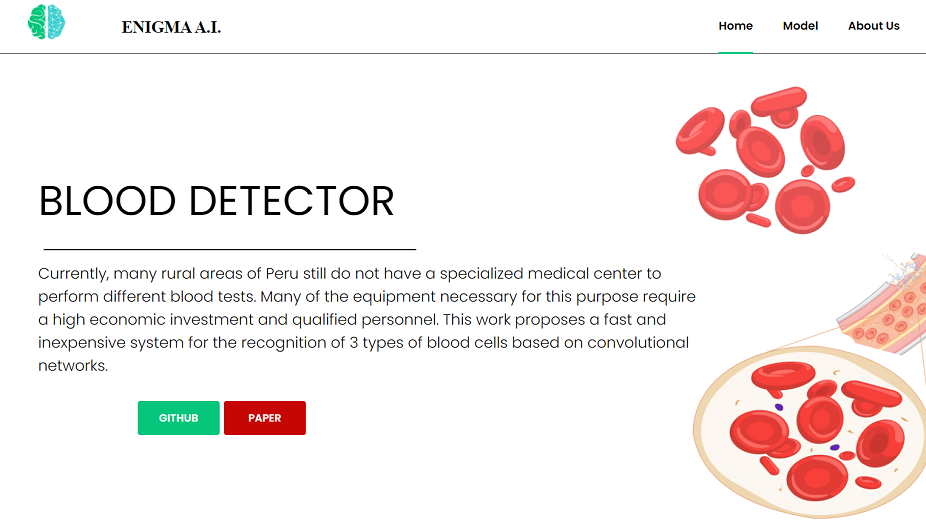 ENIGMA A.I.
Home
Model
About Us
BLOOD DETECTOR
Currently, many rural areas of Peru still do not have a specialized medical center to
perform different blood tests. Many of the equipment necessary for this purpose require
a high economic investment and qualified personnel. This work proposes a fast and
inexpensive system for the recognition of 3 types of blood cells based on convolutional
networks.
GITHUB
PAPER